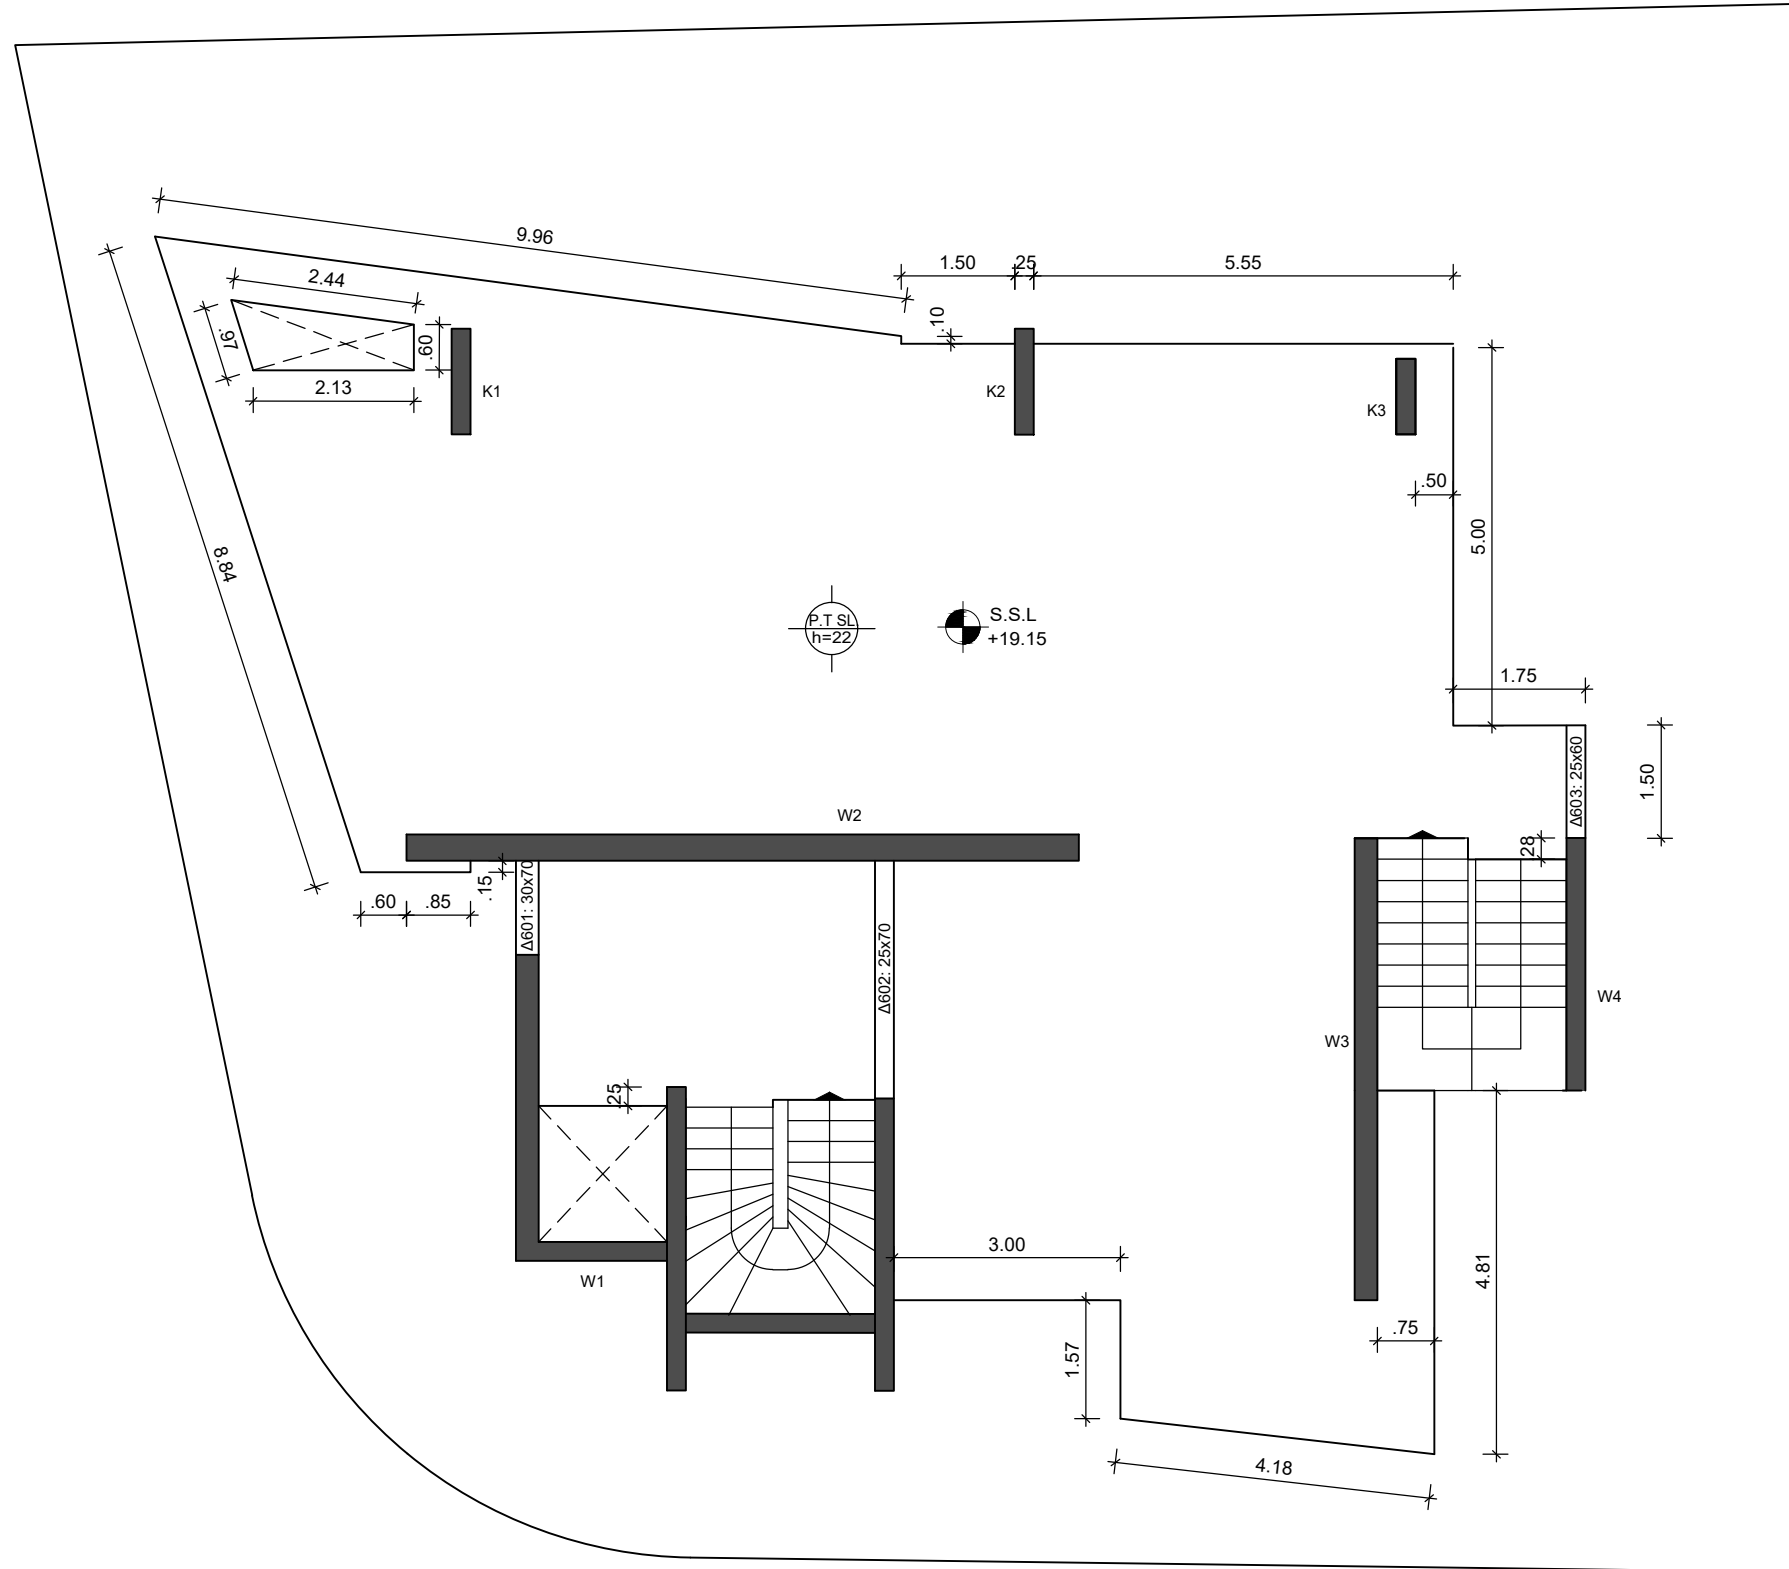 9.96
2.44
1.50
25
5.55
.10
.97
.60
2.13
K1
K2
K3
.50
5.00
8.84
P.T SL
h=22
S.S.L
+19.15
1.75
Δ603: 25x60
1.50
W2
28
.15
.60
.85
Δ601: 30x70
Δ602: 25x70
W4
W3
25
3.00
W1
4.81
.75
1.57
4.18